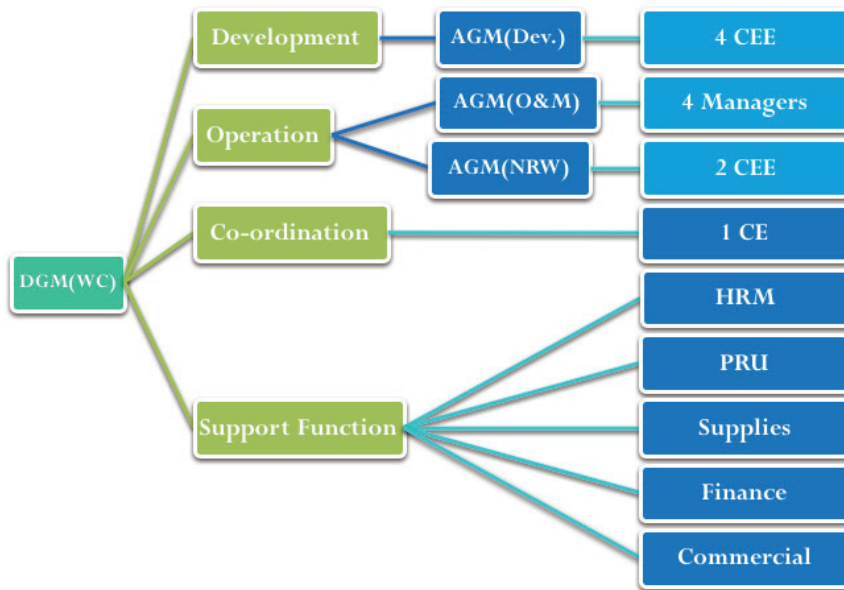 Development
AGM(Dev.)
4 CEE
AGM(O&M)
4 Managers
Operation
AGM(NRW)
2 CEE
Co-ordination
1 CE
DGM(WC)
HRM
PRU
Support Function
Supplies
Finance
Commercial